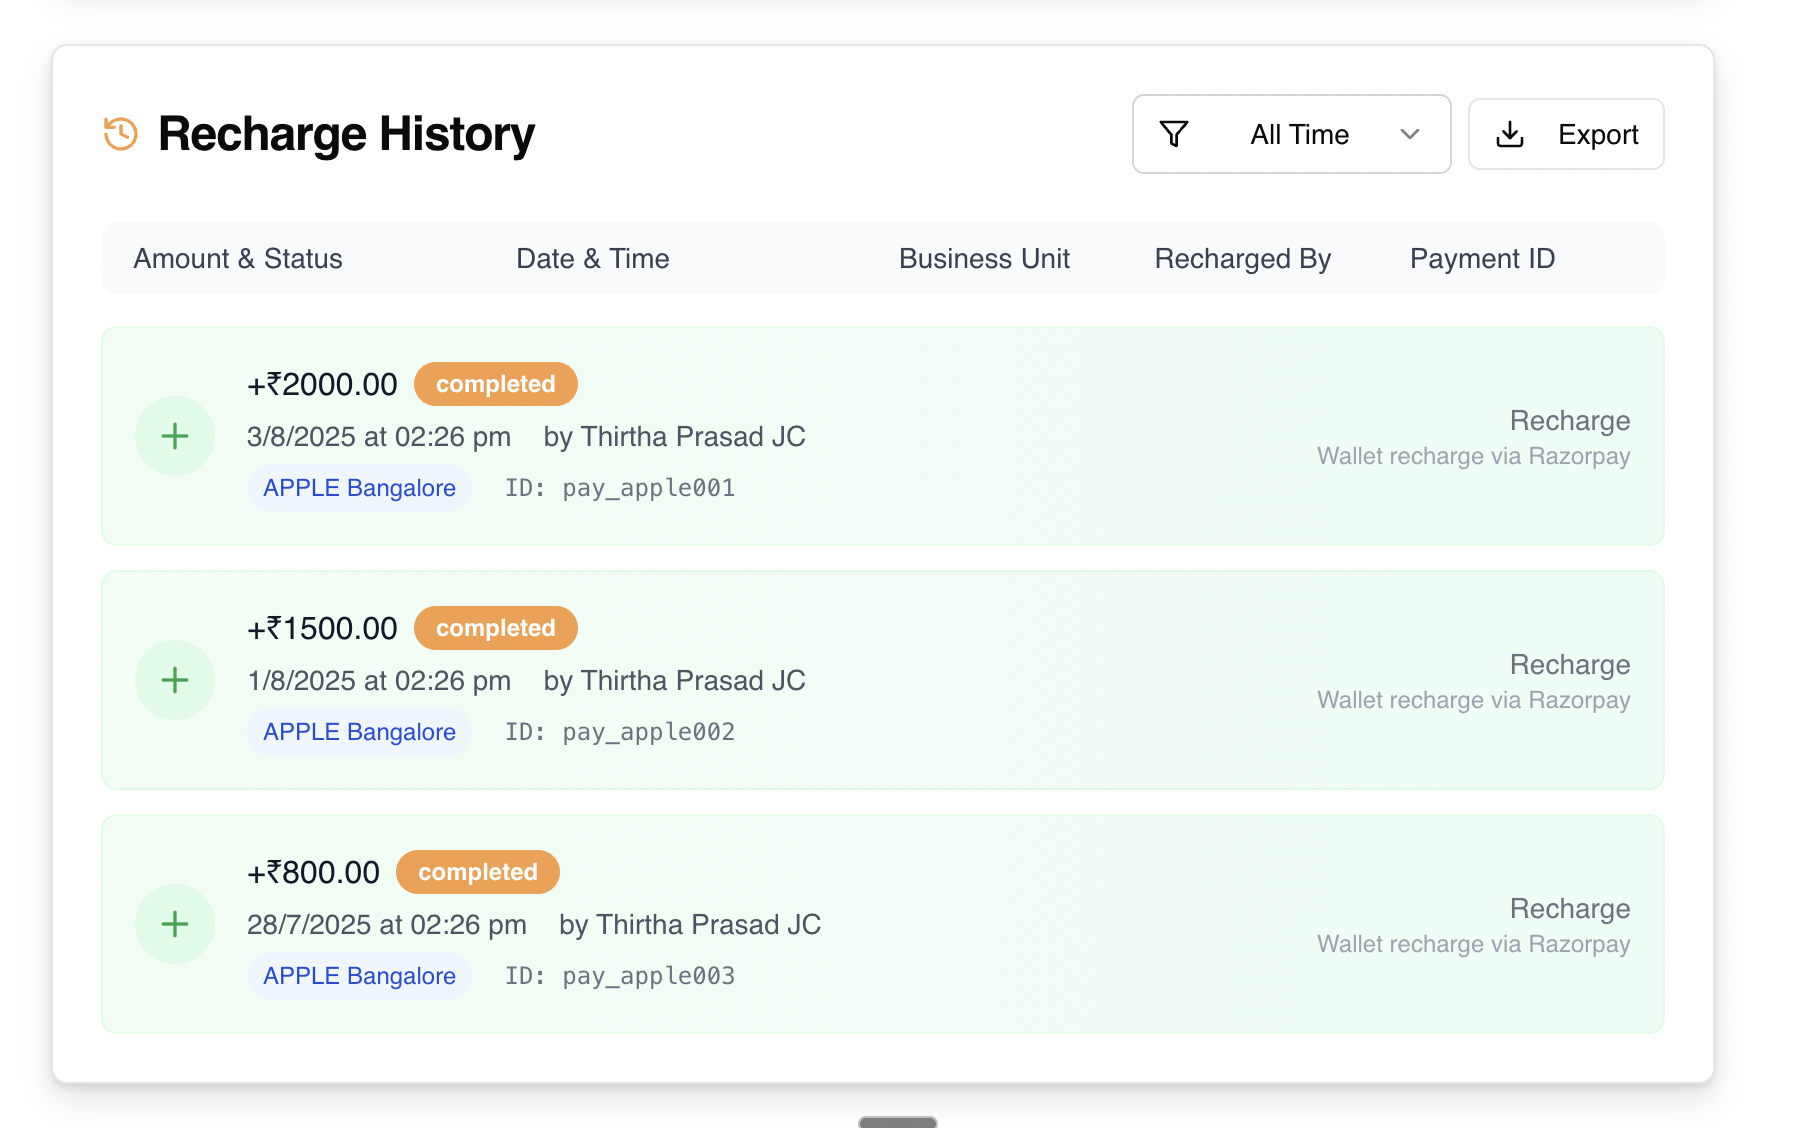 Recharge History
All Time
Export
Amount & Status Date & Time Business Unit Recharged By Payment ID
+₹2000.00 completed
3/8/2025 at 02:26 pm by Thirtha Prasad JC
APPLE Bangalore ID: pay_apple001
Recharge
Wallet recharge via Razorpay
+₹1500.00 completed
1/8/2025 at 02:26 pm by Thirtha Prasad JC
APPLE Bangalore ID: pay_apple002
Recharge
Wallet recharge via Razorpay
+₹800.00 completed
28/7/2025 at 02:26 pm by Thirtha Prasad JC
APPLE Bangalore ID: pay_apple003
Recharge
Wallet recharge via Razorpay